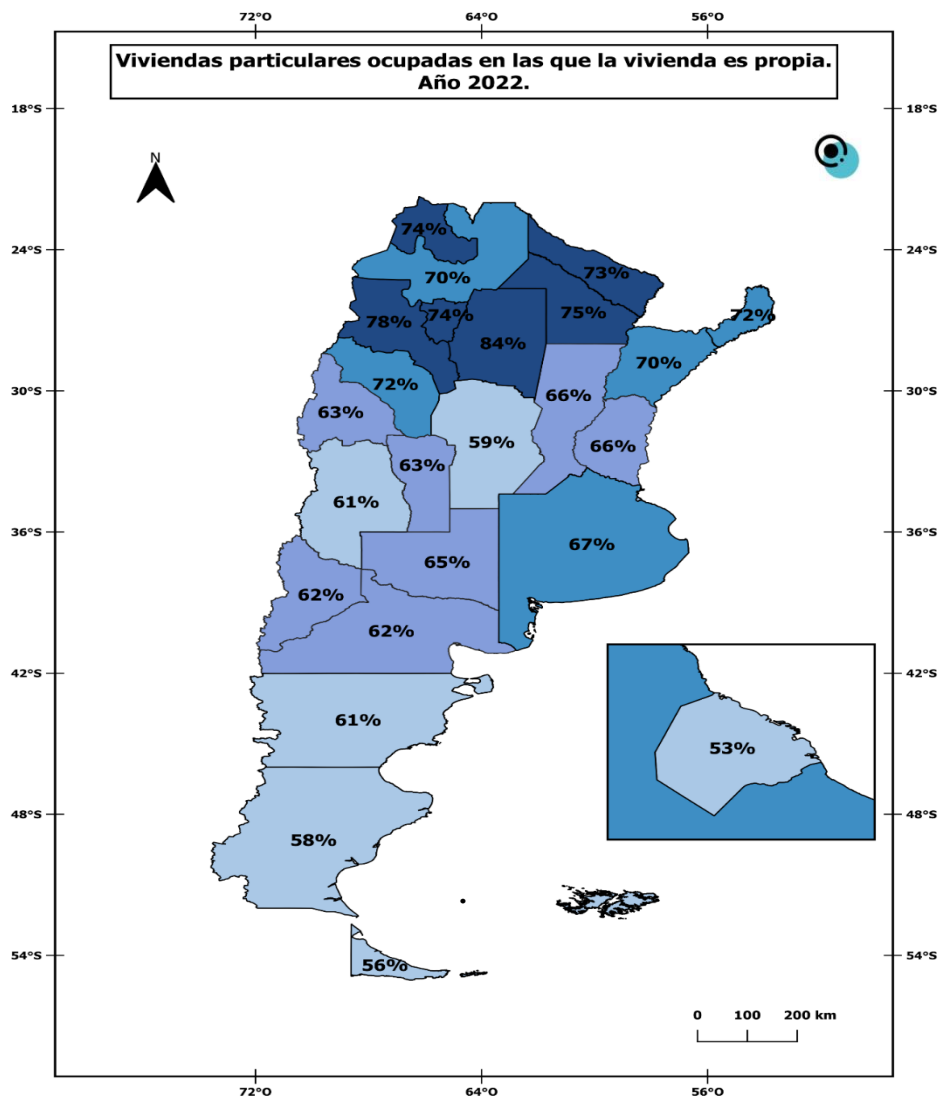 72°O 64°O 56°O
Viviendas particulares ocupadas en las que la vivienda es propia.
Año 2022.
18°S 18°S
N
24°S 24°S
74%
70%
73%
78%
74%
75%
72%
84%
70%
72%
30°S 30°S
66%
63%
59%
66%
63%
61%
36°S 36°S
67%
65%
62%
62%
42°S 42°S
61%
53%
48°S 48°S
58%
54°S 54°S
56%
0 100 200 km
72°O 64°O 56°O